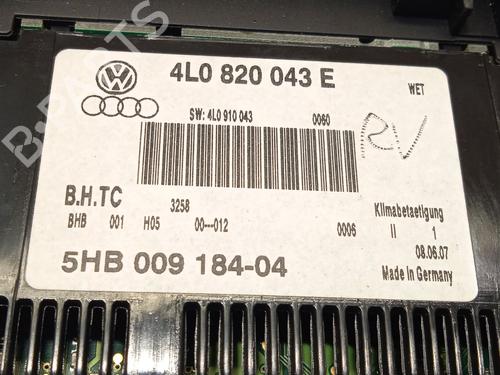 4L0 820 043 E
WET
SW: 4L0 910 043
0060
RV
B.H.TC
3258
BHB 001 H05 00---012 0006
Klimabetaetigung
II 1
08.06.07
5HB 009 184-04
Made in Germany
B-PARTS